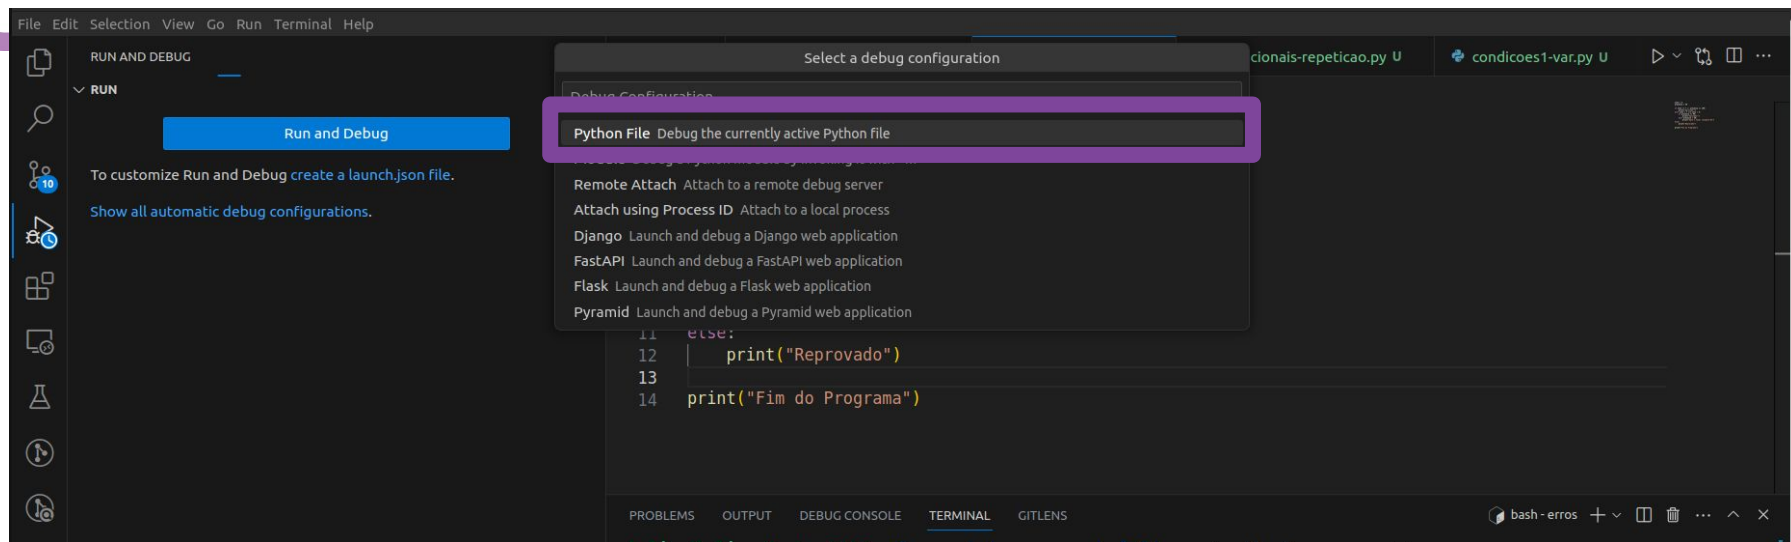 File Edit Selection View Go Run Terminal Help
RUN AND DEBUG
RUN
Run and Debug
To customize Run and Debug create a launch.json file.
Show all automatic debug configurations.
10
Select a debug configuration
Debug Configuration
Python File Debug the currently active Python file
Remote Attach Attach to a remote debug server
Attach using Process ID Attach to a local process
Django Launch and debug a Django web application
FastAPI Launch and debug a FastAPI web application
Flask Launch and debug a Flask web application
Pyramid Launch and debug a Pyramid web application
cionais-repeticao.py U condicoes1-var.py U
11 else:
12 print("Reprovado")
13
14 print("Fim do Programa")
PROBLEMS OUTPUT DEBUG CONSOLE TERMINAL GITLENS
bash - erros